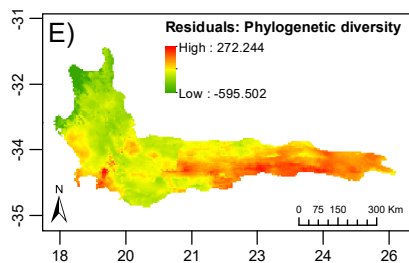 E)
Residuals: Phylogenetic diversity
High : 272.244
Low : -595.502
-31
-32
-34
-35
N
0 75 150 300 Km
18 19 20 21 22 23 24 25 26